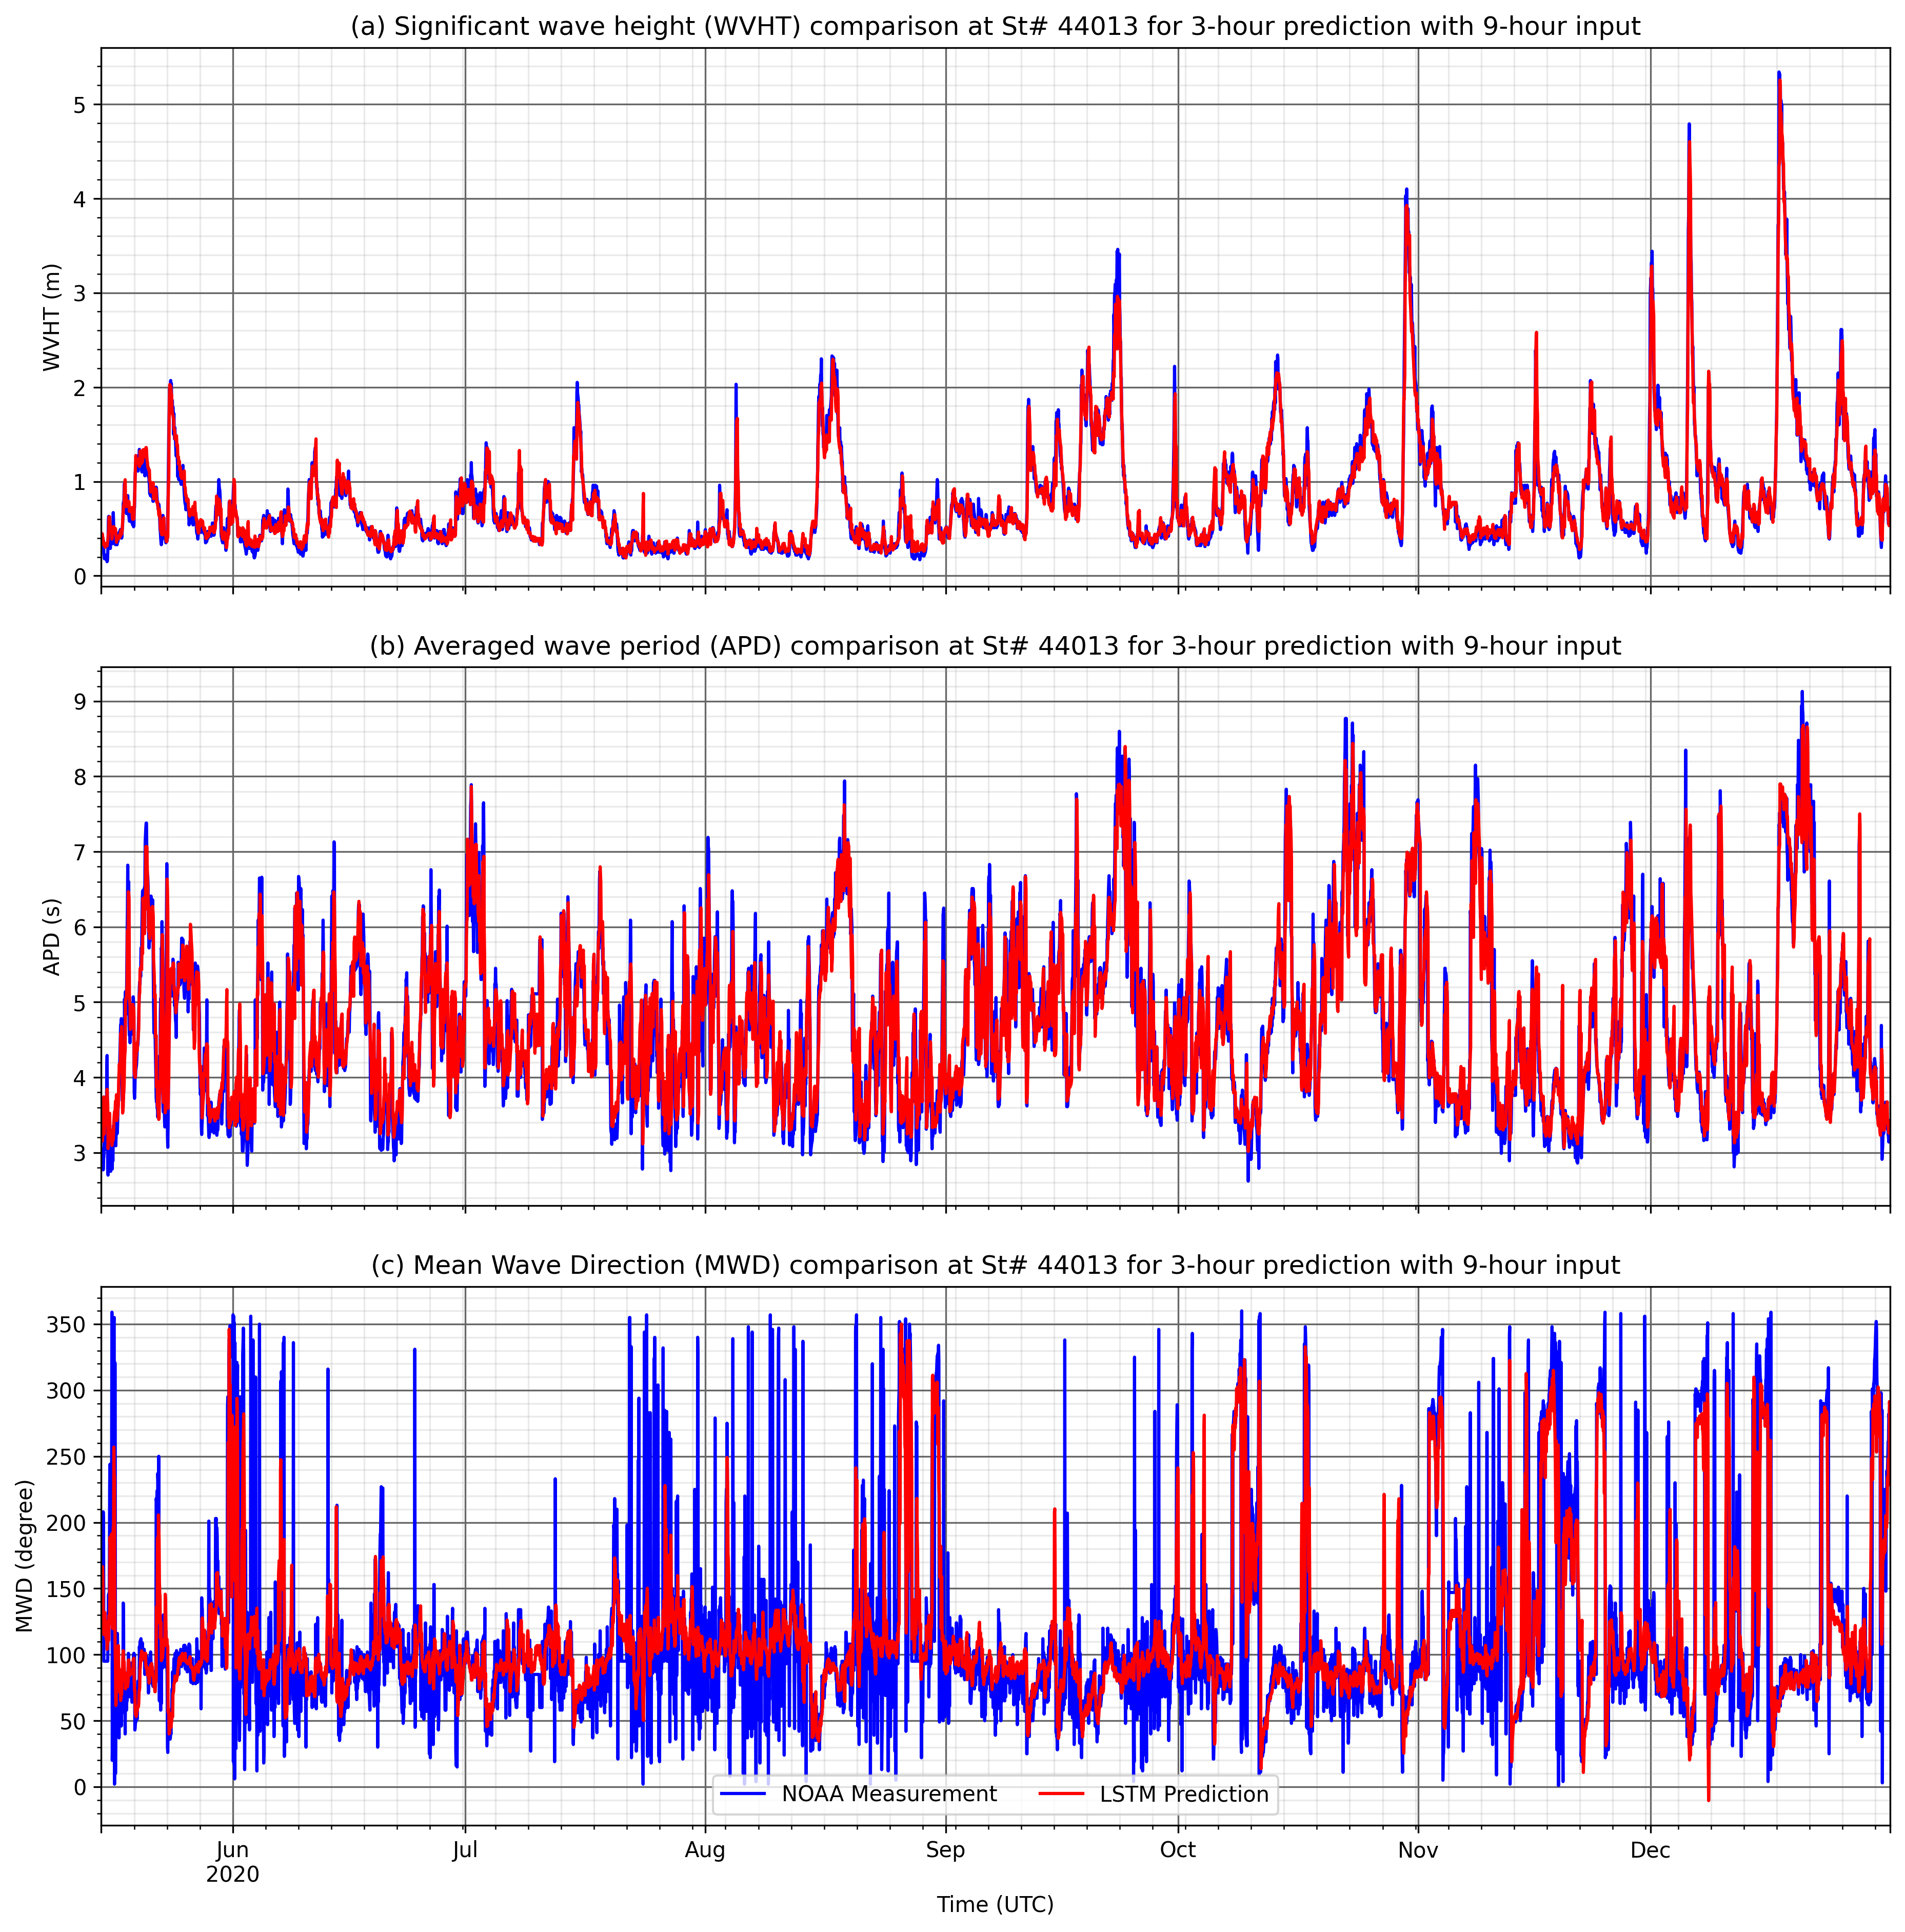 (a) Significant wave height (WVHT) comparison at St# 44013 for 3-hour prediction with 9-hour input
5
4
3
2
1
0
WVHT (m)
(b) Averaged wave period (APD) comparison at St# 44013 for 3-hour prediction with 9-hour input
9
8
7
6
5
4
3
APD (s)
(c) Mean Wave Direction (MWD) comparison at St# 44013 for 3-hour prediction with 9-hour input
350
300
250
200
150
100
50
0
MWD (degree)
NOAA Measurement LSTM Prediction
Jun Jul Aug Sep Oct Nov Dec
2020
Time (UTC)